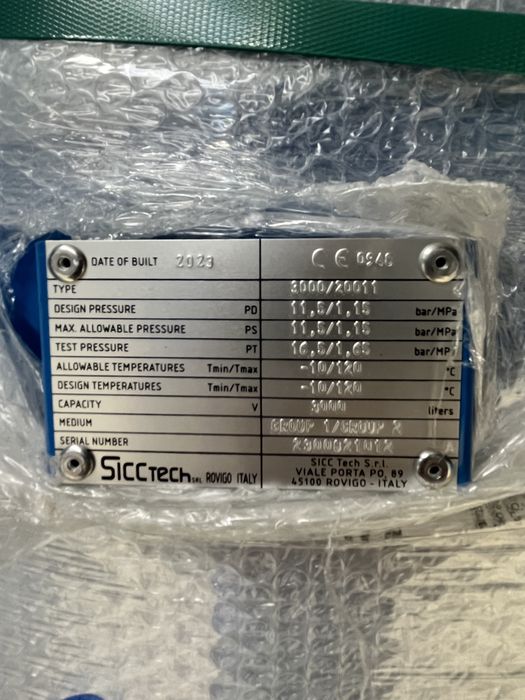 DATE OF BUILT 2023 CE 0948
TYPE 3000/20011
DESIGN PRESSURE PD 11,5/1,15 bar/MPa
MAX. ALLOWABLE PRESSURE PS 11,5/1,15 bar/MPa
TEST PRESSURE PT 16,5/1,65 bar/MPa
ALLOWABLE TEMPERATURES Tmin/Tmax -10/120 °C
DESIGN TEMPERATURES Tmin/Tmax -10/120 °C
CAPACITY V 3000 liters
MEDIUM GROUP 1/GROUP 2
SERIAL NUMBER 2300021012
SICCTECH SRL ROVIGO ITALY
SICC Tech S.r.l.
VIALE PORTA PO, 89
45100 ROVIGO - ITALY